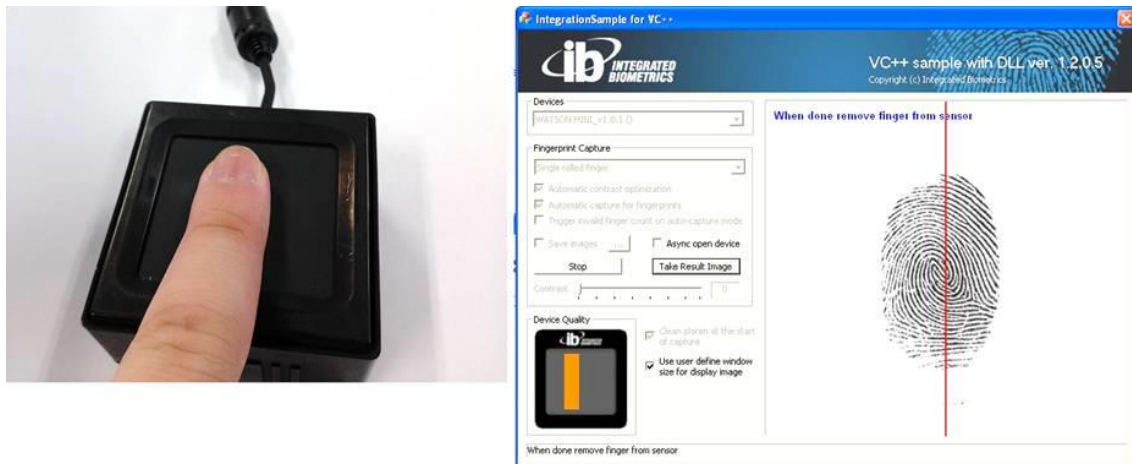 IntegrationSample for VC++
ib INTEGRATED
BIOMETRICS
VC++ sample with DLL ver. 1.2.0.5
Copyright (c) Integrated Biometrics
Devices
WATSON MINI_v1.0.1 ()
When done remove finger from sensor
Fingerprint Capture
Single rolled finger
Automatic contrast optimization
Automatic capture for fingerprints
Trigger invalid finger count on auto-capture mode
Save images ... Async open device
Stop Take Result Image
Contrast 0
Device Quality
ib
Clean platen at the start
of capture
Use user define window
size for display image
When done remove finger from sensor